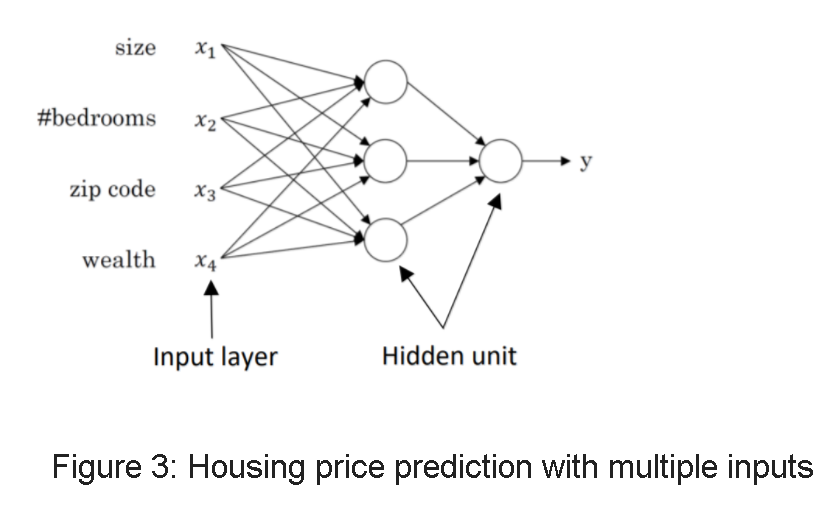 size x₁
#bedrooms x₂
zip code x₃
wealth x₄
y
Input layer
Hidden unit
Figure 3: Housing price prediction with multiple inputs